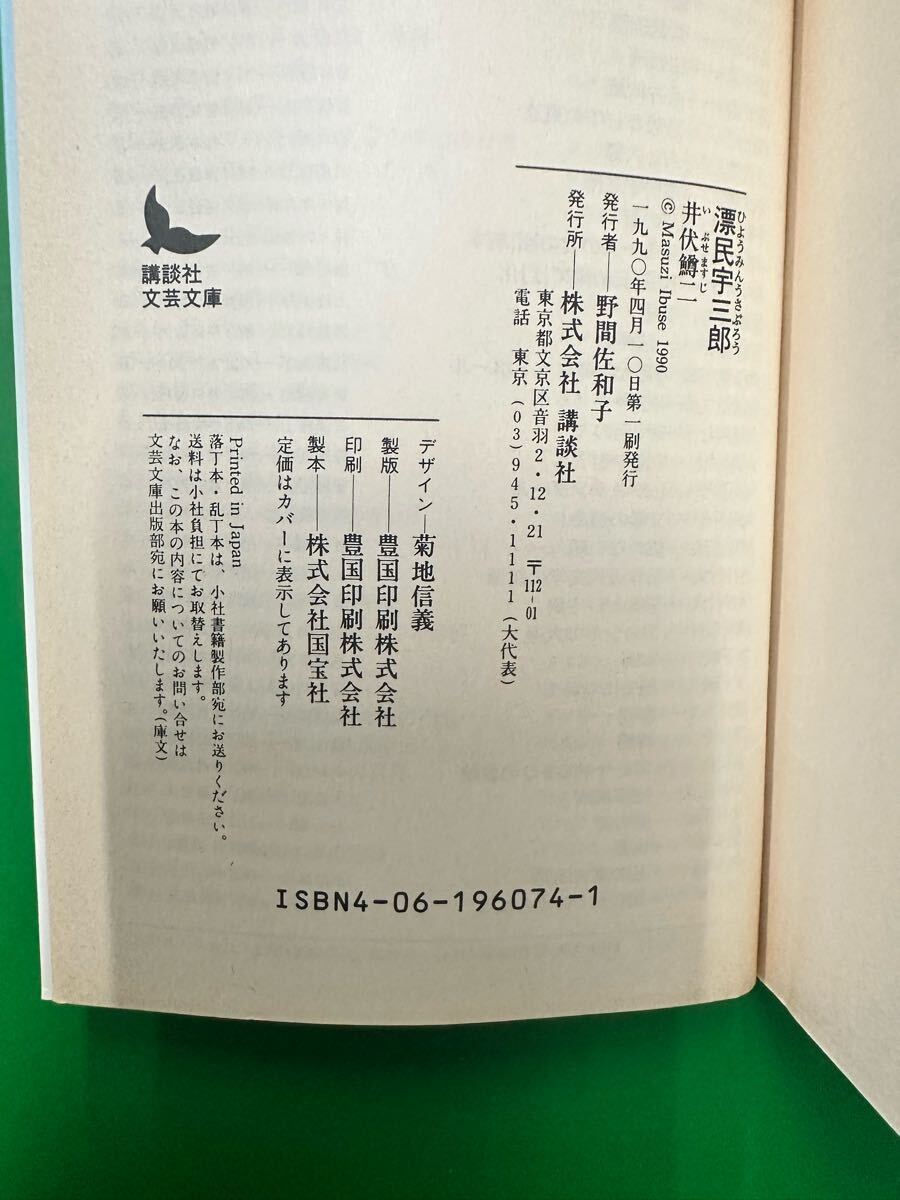 漂民宇三郎
ひょうみんうさぶろう
井伏鱒二
いぶせますじ
© Masuzi Ibuse 1990
一九九〇年四月一〇日第一刷発行
発行者——野間佐和子
発行所——株式会社 講談社
東京都文京区音羽2・12・21 〒112-01
電話 東京 (03) 945・1111 (大代表)
講談社
文芸文庫
デザイン—菊地信義
製版——豊国印刷株式会社
印刷——豊国印刷株式会社
製本——株式会社国宝社
定価はカバーに表示してあります
Printed in Japan
落丁本・乱丁本は、小社書籍製作部宛にお送りください。
送料は小社負担にてお取替えします。
なお、この本の内容についてのお問い合せは
文芸文庫出版部宛にお願いいたします。(庫文)
ISBN4-06-196074-1